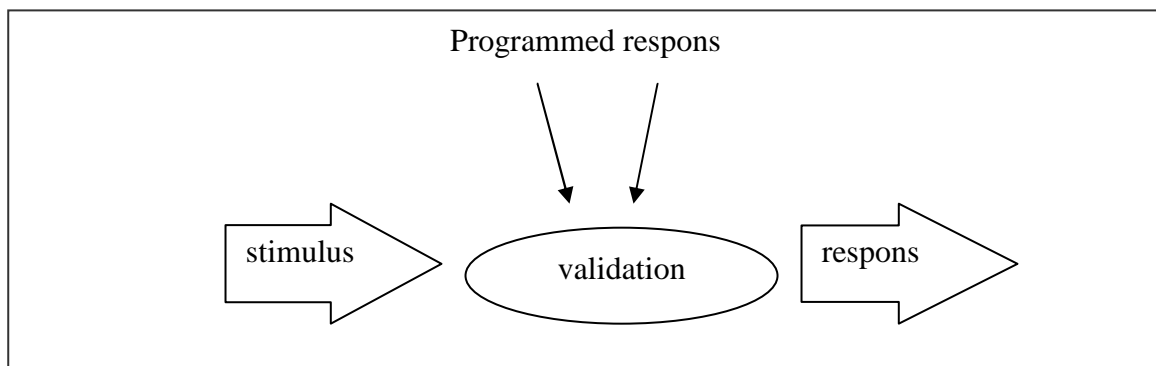 Programmed respons
stimulus
validation
respons